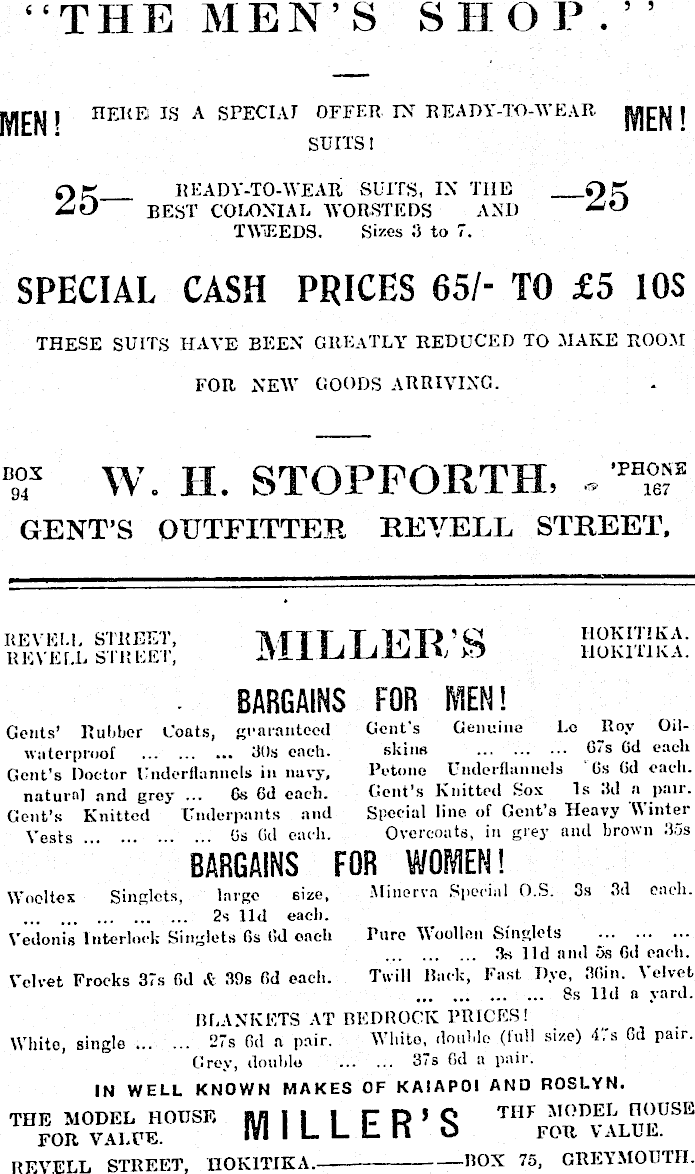 "THE MEN'S SHOP."
MEN! HERE IS A SPECIAL OFFER IN READY-TO-WEAR MEN!
SUITS!
25— READY-TO-WEAR SUITS, IN THE —25
BEST COLONIAL WORSTEDS AND
TWEEDS. Sizes 3 to 7.
SPECIAL CASH PRICES 65/- TO £5 10S
THESE SUITS HAVE BEEN GREATLY REDUCED TO MAKE ROOM
FOR NEW GOODS ARRIVING.
BOX 94 W. H. STOPFORTH, 'PHONE 167
GENT'S OUTFITTER REVELL STREET,
REVELL STREET, MILLER'S HOKITIKA.
REVELL STREET, HOKITIKA.
BARGAINS FOR MEN!
Gents' Rubber Coats, guaranteed
waterproof ... ... ... 30s each.
Gent's Doctor Underflannels in navy,
natural and grey ... 6s 6d each.
Gent's Knitted Underpants and
Vests ... ... ... ... 6s 6d each.
Gent's Genuine Le Roy Oil-
skins ... ... ... 67s 6d each
Petone Underflannels 6s 6d each.
Gent's Knitted Sox 1s 3d a pair.
Special line of Gent's Heavy Winter
Overcoats, in grey and brown 35s
BARGAINS FOR WOMEN!
Wooltex Singlets, large size,
... ... ... ... ... 2s 11d each.
Vedonis Interlock Singlets 6s 6d each
Velvet Frocks 37s 6d & 39s 6d each.
Minerva Special O.S. 3s 3d each.
Pure Woollen Singlets ... ... ...
... ... ... 3s 11d and 5s 6d each.
Twill Back, Fast Dye, 36in. Velvet
... ... ... ... 8s 11d a yard.
BLANKETS AT BEDROCK PRICES!
White, single ... ... 27s 6d a pair. White, double (full size) 47s 6d pair.
Grey, double ... ... 37s 6d a pair.
IN WELL KNOWN MAKES OF KAIAPOI AND ROSLYN.
THE MODEL HOUSE MILLER'S THE MODEL HOUSE
FOR VALUE. FOR VALUE.
REVELL STREET, HOKITIKA.————BOX 75, GREYMOUTH.